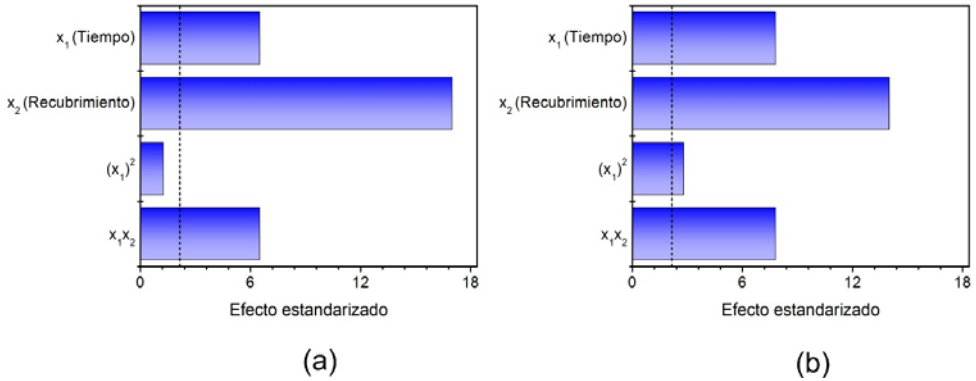 x₁ (Tiempo)
x₂ (Recubrimiento)
(x₁)²
x₁x₂
0 6 12 18
Efecto estandarizado
(a)
x₁ (Tiempo)
x₂ (Recubrimiento)
(x₁)²
x₁x₂
0 6 12 18
Efecto estandarizado
(b)